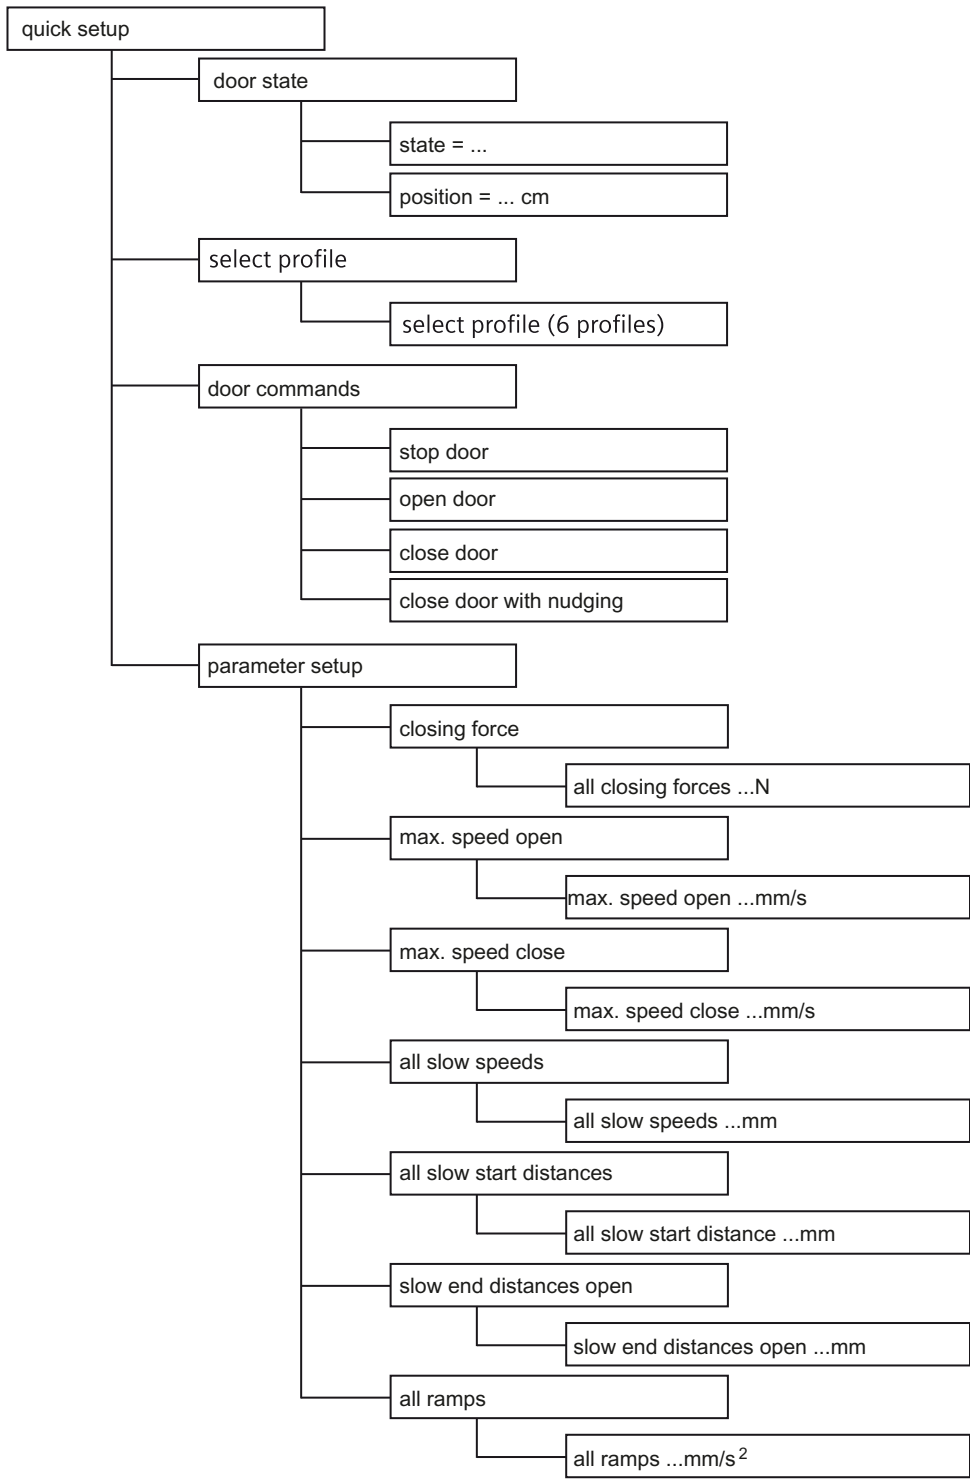 quick setup
door state
state = ...
position = ... cm
select profile
select profile (6 profiles)
door commands
stop door
open door
close door
close door with nudging
parameter setup
closing force
all closing forces ...N
max. speed open
max. speed open ...mm/s
max. speed close
max. speed close ...mm/s
all slow speeds
all slow speeds ...mm
all slow start distances
all slow start distance ...mm
slow end distances open
slow end distances open ...mm
all ramps
all ramps ...mm/s²